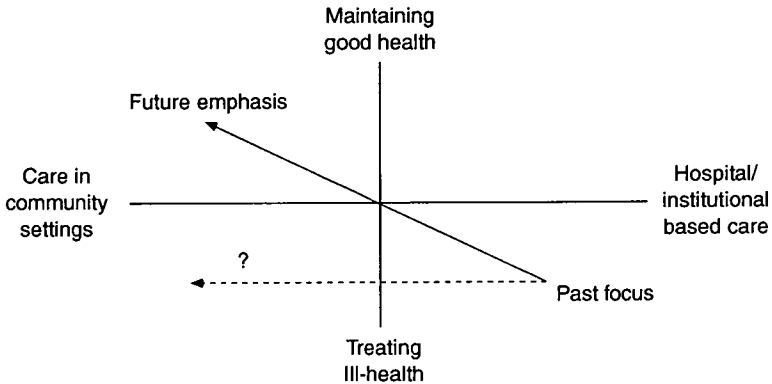 Maintaining
good health
Future emphasis
Care in
community
settings
Hospital/
institutional
based care
?
Past focus
Treating
Ill-health